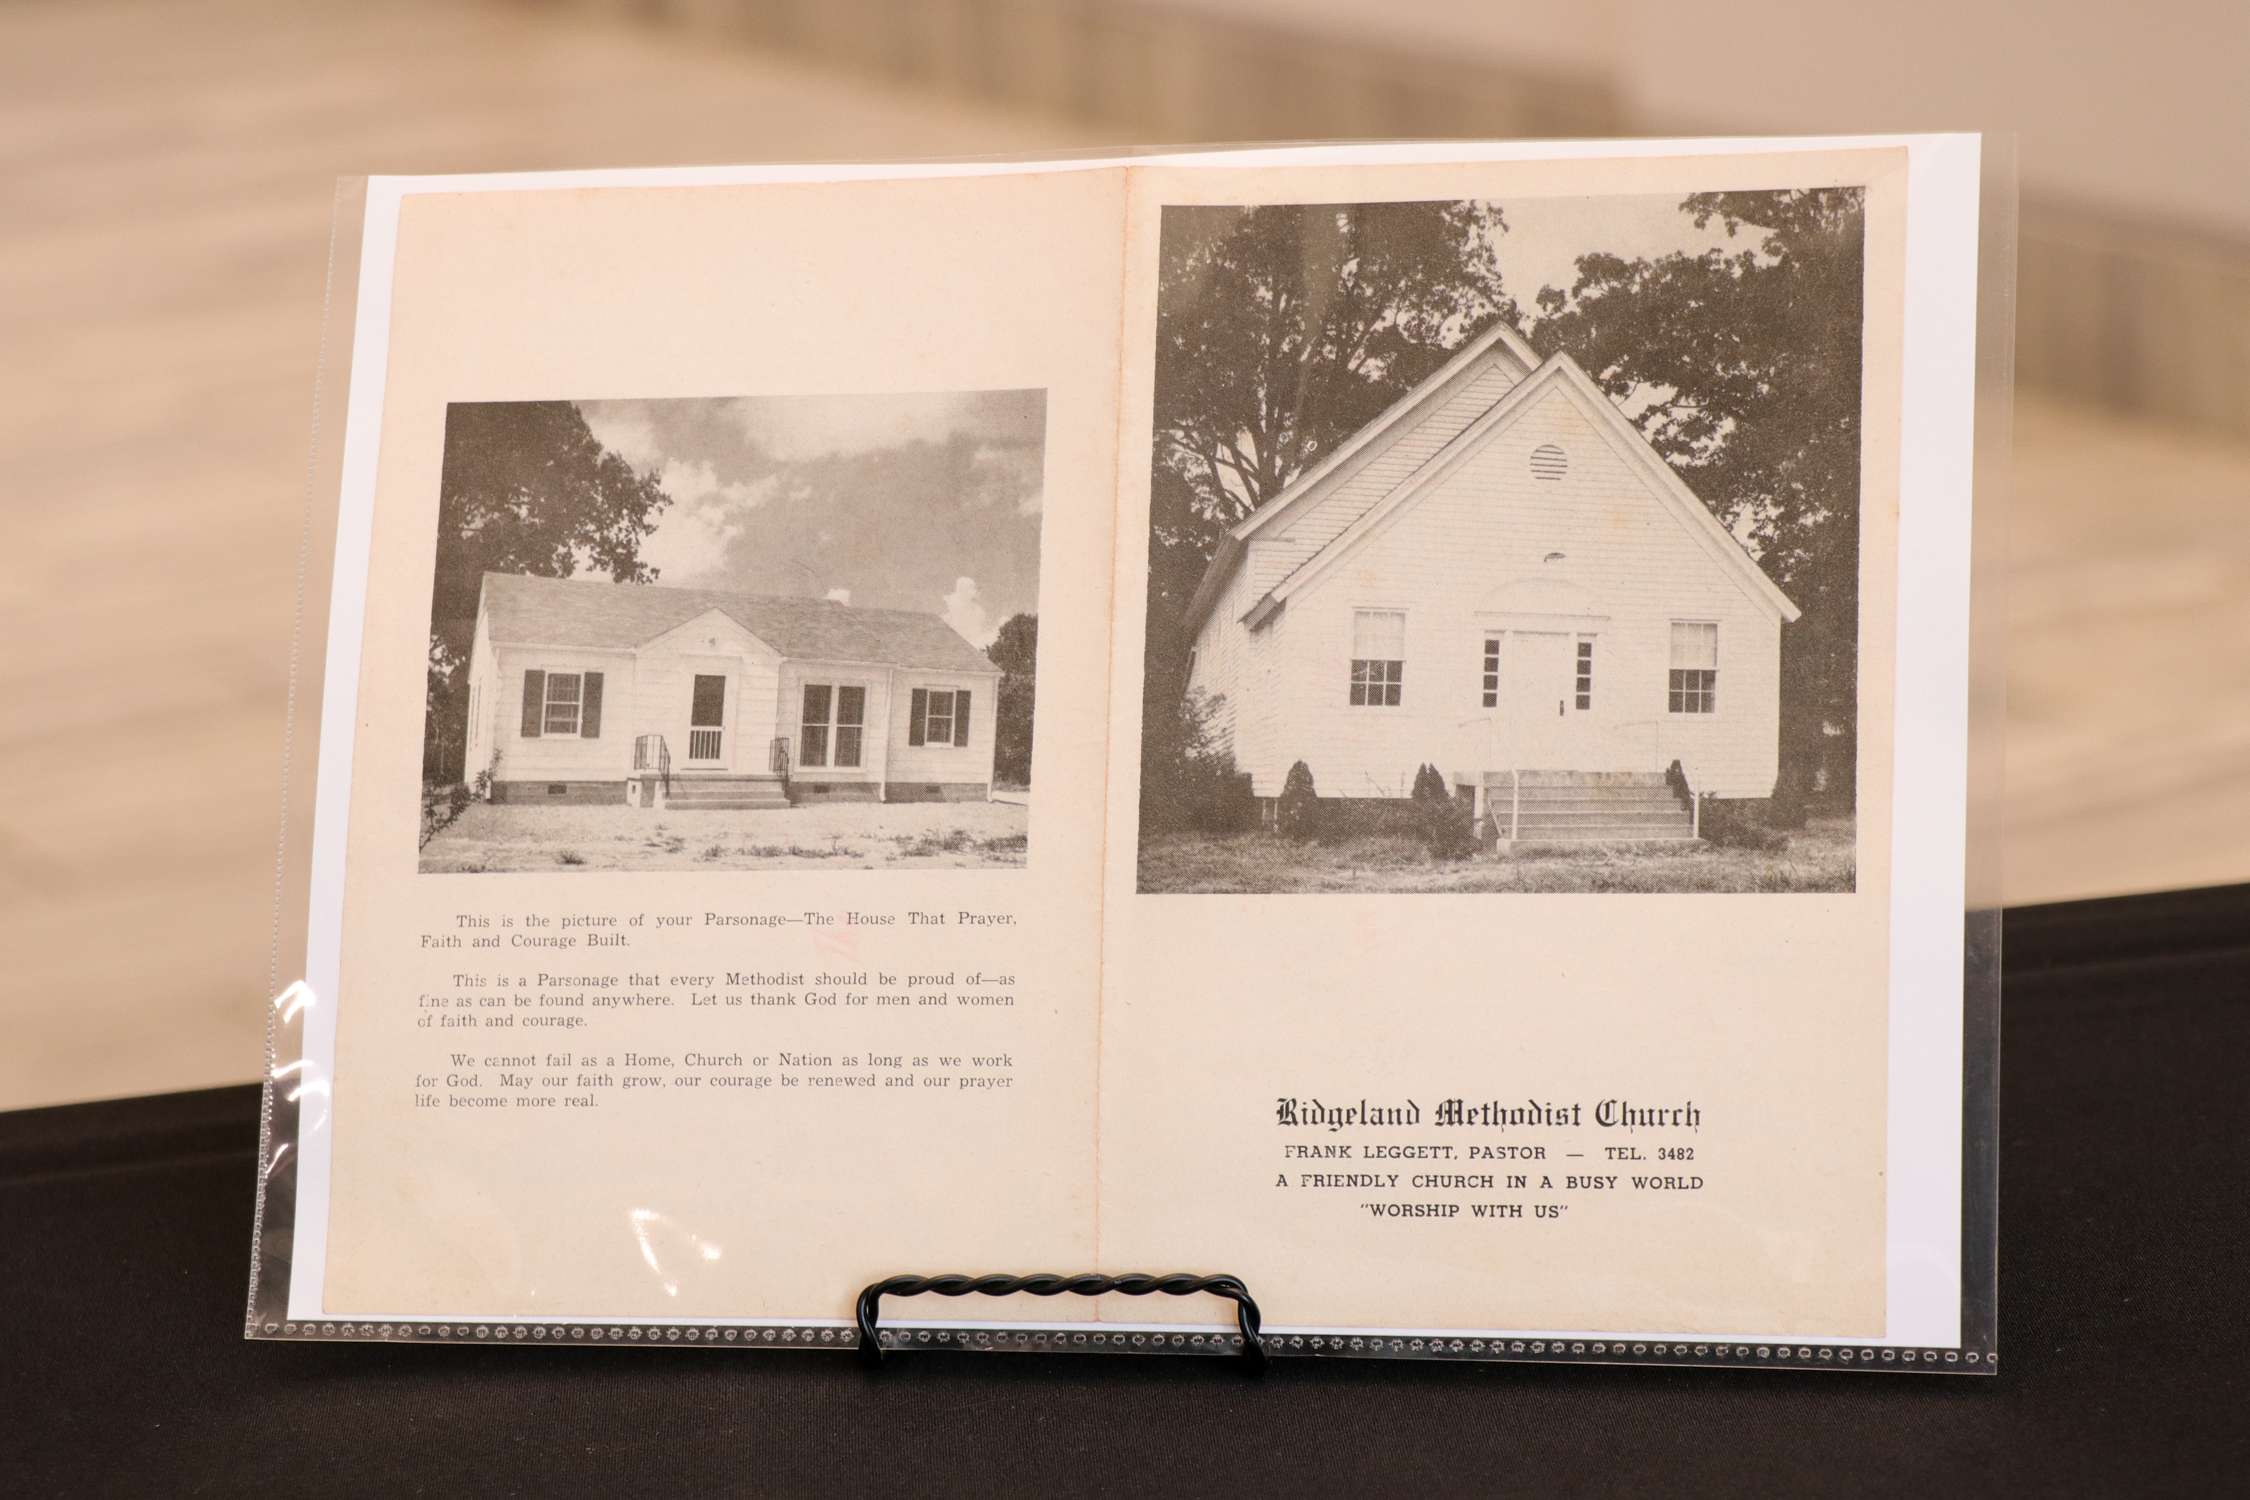 This is the picture of your Parsonage—The House That Prayer,
Faith and Courage Built.
This is a Parsonage that every Methodist should be proud of—as
fine as can be found anywhere. Let us thank God for men and women
of faith and courage.
We cannot fail as a Home, Church or Nation as long as we work
for God. May our faith grow, our courage be renewed and our prayer
life become more real.
Ridgeland Methodist Church
FRANK LEGGETT, PASTOR — TEL. 3482
A FRIENDLY CHURCH IN A BUSY WORLD
"WORSHIP WITH US"